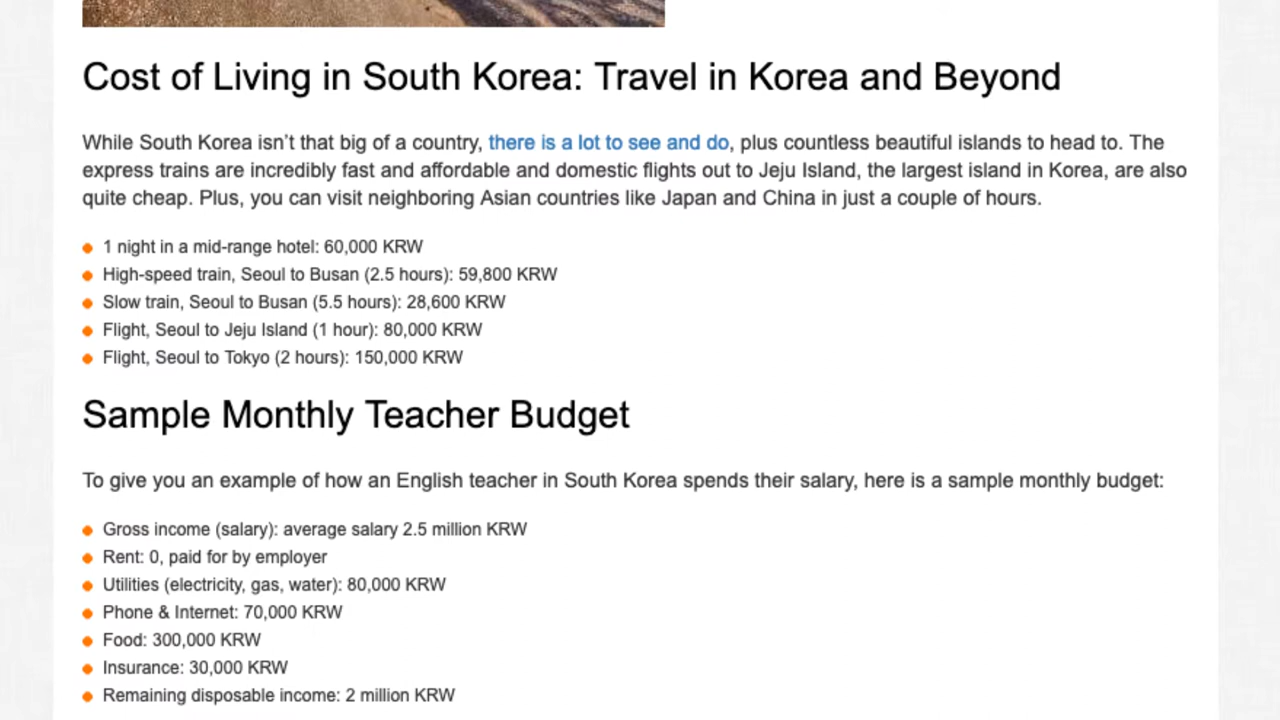 Cost of Living in South Korea: Travel in Korea and Beyond
While South Korea isn’t that big of a country, there is a lot to see and do, plus countless beautiful islands to head to. The
express trains are incredibly fast and affordable and domestic flights out to Jeju Island, the largest island in Korea, are also
quite cheap. Plus, you can visit neighboring Asian countries like Japan and China in just a couple of hours.
1 night in a mid-range hotel: 60,000 KRW
High-speed train, Seoul to Busan (2.5 hours): 59,800 KRW
Slow train, Seoul to Busan (5.5 hours): 28,600 KRW
Flight, Seoul to Jeju Island (1 hour): 80,000 KRW
Flight, Seoul to Tokyo (2 hours): 150,000 KRW
Sample Monthly Teacher Budget
To give you an example of how an English teacher in South Korea spends their salary, here is a sample monthly budget:
Gross income (salary): average salary 2.5 million KRW
Rent: 0, paid for by employer
Utilities (electricity, gas, water): 80,000 KRW
Phone & Internet: 70,000 KRW
Food: 300,000 KRW
Insurance: 30,000 KRW
Remaining disposable income: 2 million KRW